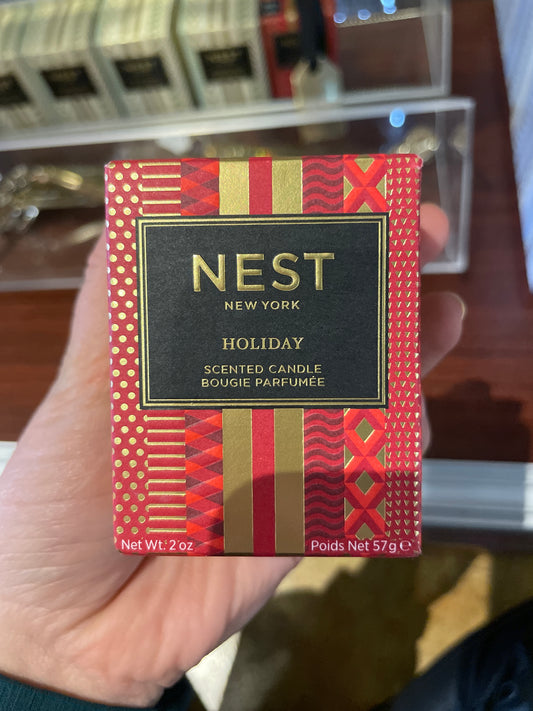 NEST
NEW YORK
HOLIDAY
SCENTED CANDLE
BOUGIE PARFUMÉE
Net Wt. 2 oz
Poids Net 57g ℮